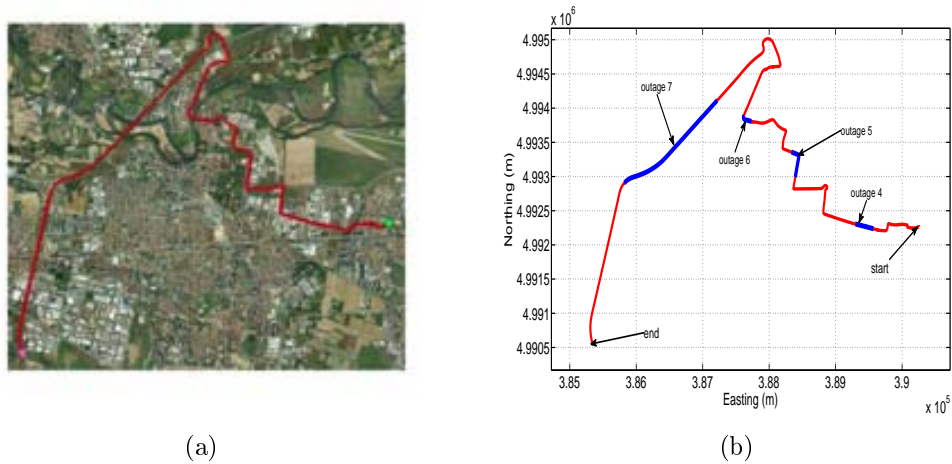 x 10^6
4.995
4.9945
4.994
4.9935
4.993
4.9925
4.992
4.9915
4.991
4.9905
Northing (m)
outage 7
outage 6
outage 5
outage 4
start
end
3.85 3.86 3.87 3.88 3.89 3.9
Easting (m)
x 10^5
(a) (b)